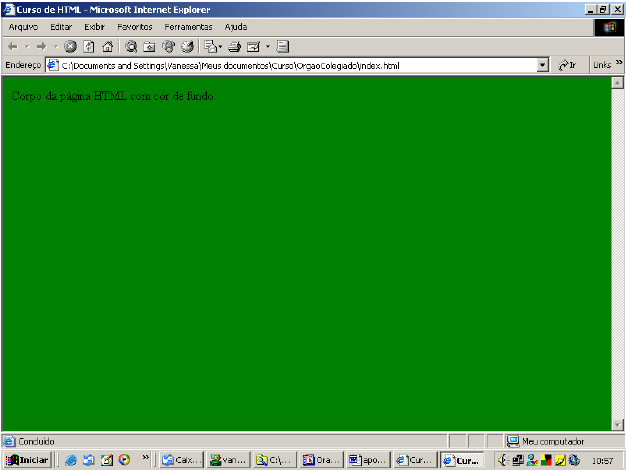 Curso de HTML - Microsoft Internet Explorer
Arquivo Editar Exibir Favoritos Ferramentas Ajuda
Endereço C:\Documents and Settings\Vanessa\Meus documentos\Curso\OrgaoColegiado\index.html Ir Links »
Corpo da página HTML com cor de fundo.
Concluído Meu computador
Iniciar » Caix... van... C:\... Ora... apo... Cur... Cur... 10:57